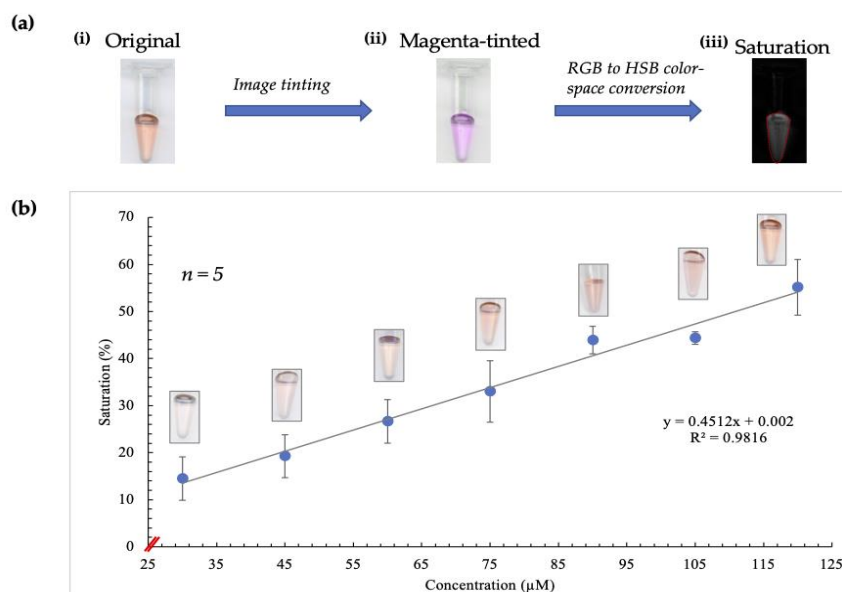 (a)
(i) Original
(ii) Magenta-tinted
(iii) Saturation
Image tinting
RGB to HSB color-
space conversion
(b)
70
60
50
40
30
20
10
0
Saturation (%)
n = 5
y = 0.4512x + 0.002
R² = 0.9816
25 35 45 55 65 75 85 95 105 115 125
Concentration (µM)